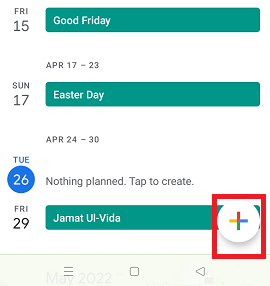 FRI
15
Good Friday
APR 17 – 23
SUN
17
Easter Day
APR 24 – 30
TUE
26
Nothing planned. Tap to create.
FRI
29
Jamat Ul-Vida
May 2022